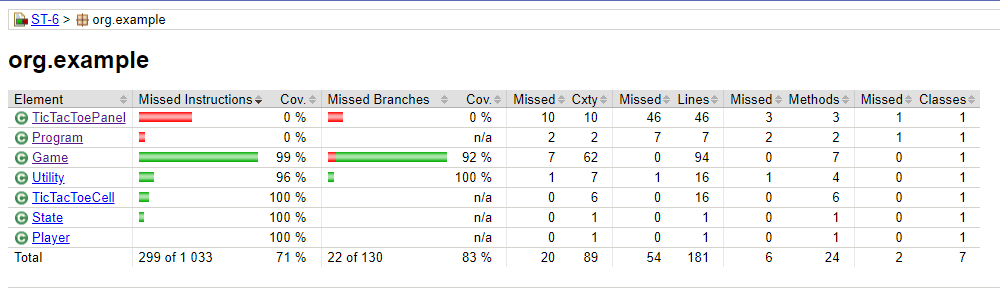 ST-6 > org.example
org.example
Element Missed Instructions Cov. Missed Branches Cov. Missed Cxty Missed Lines Missed Methods Missed Classes
TicTacToePanel 0 % 0 % 10 10 46 46 3 3 1 1
Program 0 % n/a 2 2 7 7 2 2 1 1
Game 99 % 92 % 7 62 0 94 0 7 0 1
Utility 96 % 100 % 1 7 1 16 1 4 0 1
TicTacToeCell 100 % n/a 0 6 0 16 0 6 0 1
State 100 % n/a 0 1 0 1 0 1 0 1
Player 100 % n/a 0 1 0 1 0 1 0 1
Total 299 of 1 033 71 % 22 of 130 83 % 20 89 54 181 6 24 2 7